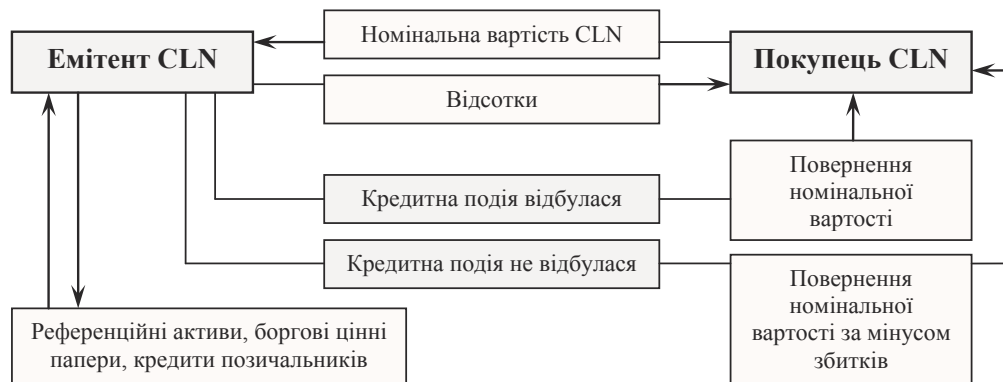 Номінальна вартість CLN
Емітент CLN
Покупець CLN
Відсотки
Кредитна подія відбулася
Повернення
номінальної
вартості
Кредитна подія не відбулася
Повернення
номінальної
вартості за мінусом
збитків
Референційні активи, боргові цінні
папери, кредити позичальників